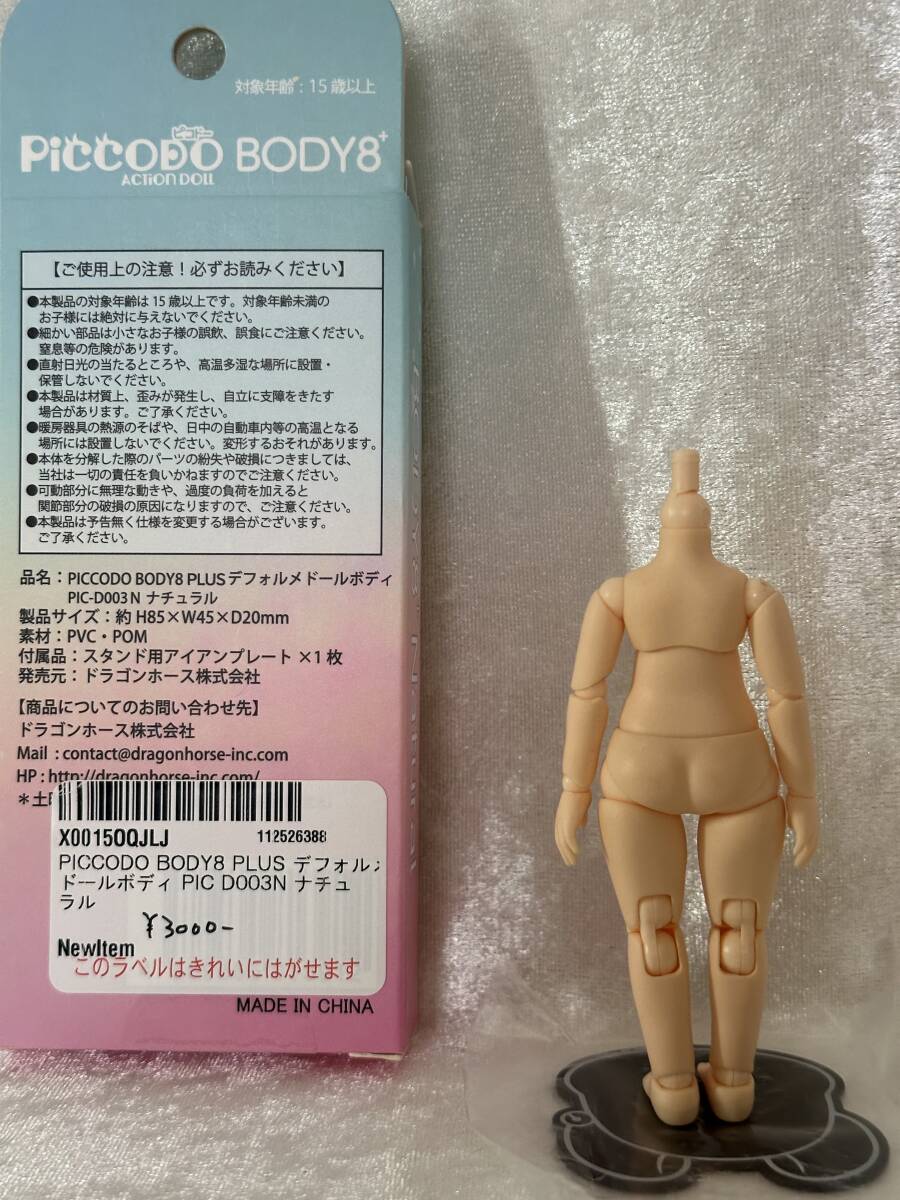 対象年齢：15歳以上
ピコドー
PiCCODO BODY8+
ACTION DOLL
【ご使用上の注意！必ずお読みください】
●本製品の対象年齢は15歳以上です。対象年齢未満の
お子様には絶対に与えないでください。
●細かい部品は小さなお子様の誤飲、誤食にご注意ください。
窒息等の危険があります。
●直射日光の当たるところや、高温多湿な場所に設置・
保管しないでください。
●本製品は材質上、歪みが発生し、自立に支障をきたす
場合があります。ご了承ください。
●暖房器具の熱源のそばや、日中の自動車内等の高温となる
場所には設置しないでください。変形するおそれがあります。
●本体を分解した際のパーツの紛失や破損につきましては、
当社は一切の責任を負いかねますのでご注意ください。
●可動部分に無理な動きや、過度の負荷を加えると
関節部分の破損の原因になりますので、ご注意ください。
●本製品は予告無く仕様を変更する場合がございます。
ご了承ください。
品名：PICCODO BODY8 PLUS デフォルメドールボディ
PIC-D003 N ナチュラル
製品サイズ：約 H85×W45×D20mm
素材：PVC・POM
付属品：スタンド用アイアンプレート ×1枚
発売元：ドラゴンホース株式会社
【商品についてのお問い合わせ先】
ドラゴンホース株式会社
Mail : contact@dragonhorse-inc.com
HP : http://dragonhorse-inc.com/
＊土
X0015OQJLJ 112526388
PICCODO BODY8 PLUS デフォルメ
ドールボディ PIC D003N ナチュ
ラル
¥3000-
NewItem
このラベルはきれいにはがせます
MADE IN CHINA